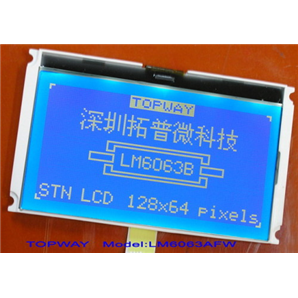 TOPWAY
深圳拓普微科技
LM6063B
STN LCD 128x64 pixels
TOPWAY Model:LM6063AFW